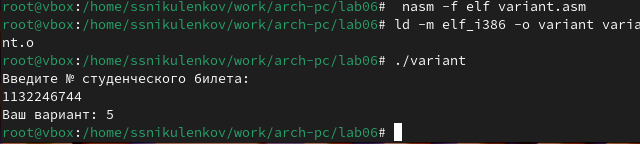 root@vbox:/home/ssnikulenkov/work/arch-pc/lab06#  nasm -f elf variant.asm
root@vbox:/home/ssnikulenkov/work/arch-pc/lab06# ld -m elf_i386 -o variant varia
nt.o
root@vbox:/home/ssnikulenkov/work/arch-pc/lab06# ./variant
Введите № студенческого билета:
1132246744
Ваш вариант: 5
root@vbox:/home/ssnikulenkov/work/arch-pc/lab06#